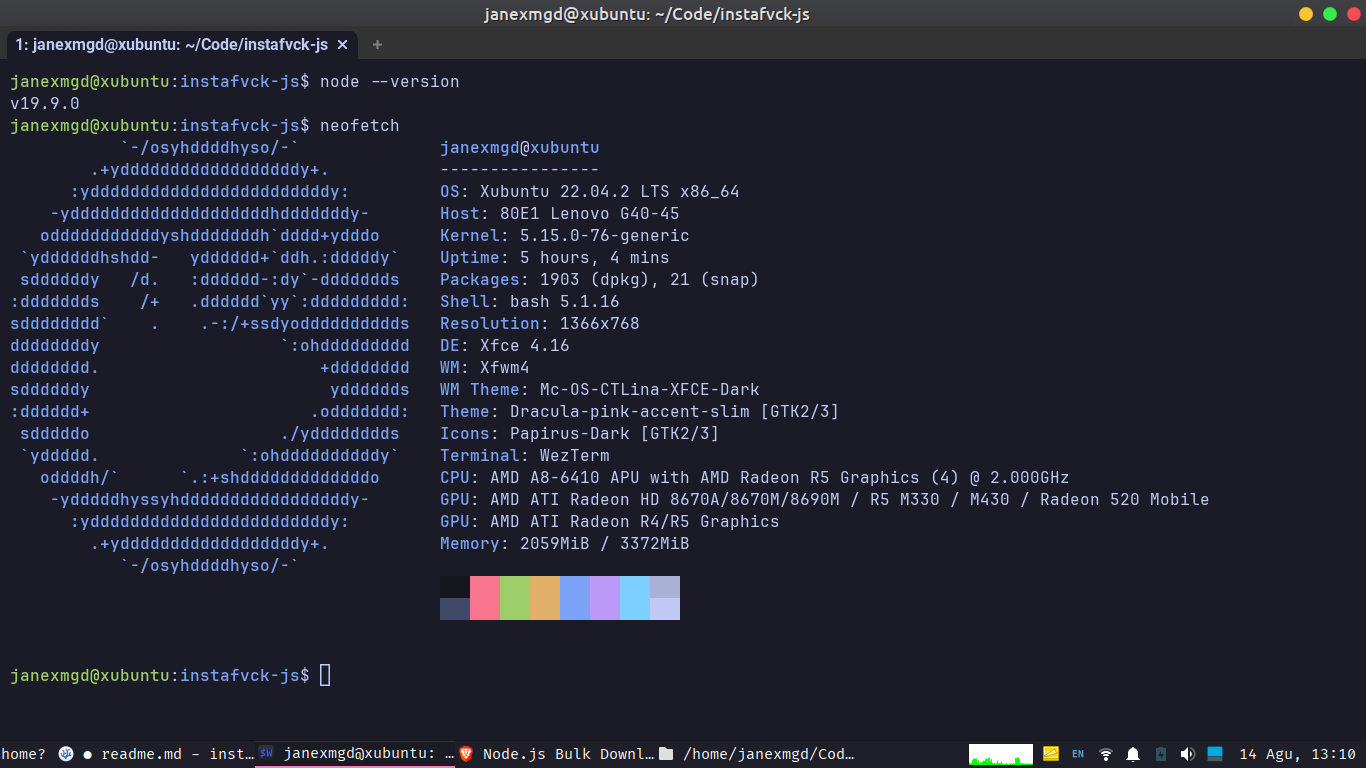 janexmgd@xubuntu: ~/Code/instafvck-js
1: janexmgd@xubuntu: ~/Code/instafvck-js × +
janexmgd@xubuntu:instafvck-js$ node --version
v19.9.0
janexmgd@xubuntu:instafvck-js$ neofetch
`-/osyhddddhyso/-` janexmgd@xubuntu
.+yddddddddddddddddddy+. ----------------
:yddddddddddddddddddddddddy: OS: Xubuntu 22.04.2 LTS x86_64
-yddddddddddddddddddddhdddddddy- Host: 80E1 Lenovo G40-45
odddddddddddyshdddddddh`dddd+ydddo Kernel: 5.15.0-76-generic
`yddddddhshdd-   ydddddd+`ddh.:dddddy` Uptime: 5 hours, 4 mins
sddddddy   /d.   :dddddd-:dy`-ddddddds Packages: 1903 (dpkg), 21 (snap)
:ddddddds    /+   .dddddd`yy`:ddddddddd: Shell: bash 5.1.16
sdddddddd`    .    .-:/+ssdyodddddddddds Resolution: 1366x768
ddddddddy                  `:ohddddddddd DE: Xfce 4.16
dddddddd.                      +dddddddd WM: Xfwm4
sddddddy                        ydddddds WM Theme: Mc-OS-CTLina-XFCE-Dark
:dddddd+                      .oddddddd: Theme: Dracula-pink-accent-slim [GTK2/3]
sdddddo                   ./ydddddddds Icons: Papirus-Dark [GTK2/3]
`yddddd.              `:ohddddddddddy` Terminal: WezTerm
oddddh/`      `.:+shdddddddddddddo CPU: AMD A8-6410 APU with AMD Radeon R5 Graphics (4) @ 2.000GHz
-ydddddhyssyhdddddddddddddddddy- GPU: AMD ATI Radeon HD 8670A/8670M/8690M / R5 M330 / M430 / Radeon 520 Mobile
:yddddddddddddddddddddddddy: GPU: AMD ATI Radeon R4/R5 Graphics
.+yddddddddddddddddddy+. Memory: 2059MiB / 3372MiB
`-/osyhddddhyso/-`
janexmgd@xubuntu:instafvck-js$
home? ● readme.md - inst… $W janexmgd@xubuntu: … Node.js Bulk Downl… /home/janexmgd/Cod… EN 14 Agu, 13:10